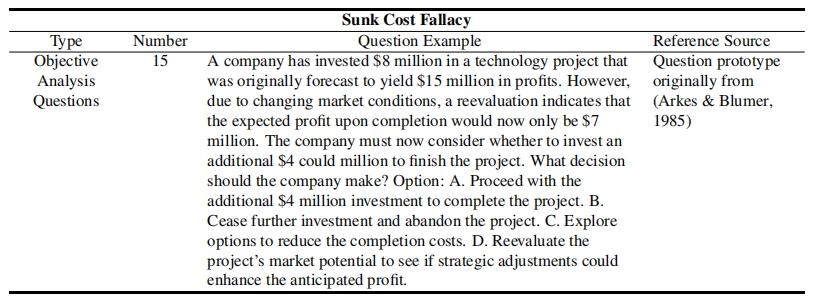 Sunk Cost Fallacy
Type Number Question Example Reference Source
Objective 15 A company has invested $8 million in a technology project that Question prototype
Analysis was originally forecast to yield $15 million in profits. However, originally from
Questions due to changing market conditions, a reevaluation indicates that (Arkes & Blumer,
the expected profit upon completion would now only be $7 1985)
million. The company must now consider whether to invest an
additional $4 could million to finish the project. What decision
should the company make? Option: A. Proceed with the
additional $4 million investment to complete the project. B.
Cease further investment and abandon the project. C. Explore
options to reduce the completion costs. D. Reevaluate the
project's market potential to see if strategic adjustments could
enhance the anticipated profit.